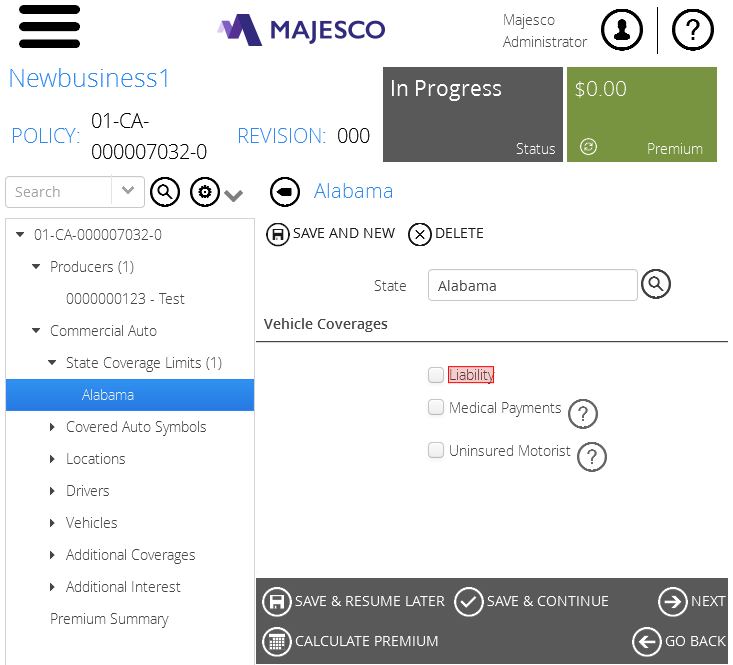 MAJESCO
Majesco
Administrator
Newbusiness1
POLICY: 01-CA-
000007032-0
REVISION: 000
In Progress
Status
$0.00
Premium
Search
Alabama
01-CA-000007032-0
Producers (1)
0000000123 - Test
Commercial Auto
State Coverage Limits (1)
Alabama
Covered Auto Symbols
Locations
Drivers
Vehicles
Additional Coverages
Additional Interest
Premium Summary
SAVE AND NEW DELETE
State Alabama
Vehicle Coverages
Liability
Medical Payments ?
Uninsured Motorist ?
SAVE & RESUME LATER SAVE & CONTINUE NEXT
CALCULATE PREMIUM GO BACK